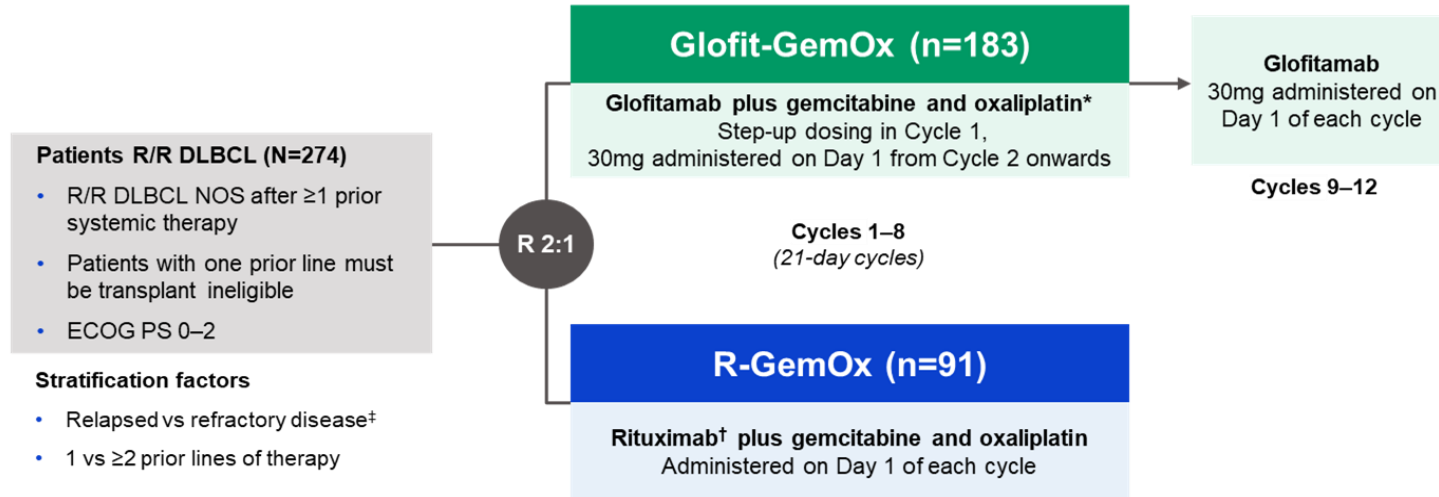 Patients R/R DLBCL (N=274)
• R/R DLBCL NOS after ≥1 prior
systemic therapy
• Patients with one prior line must
be transplant ineligible
• ECOG PS 0–2
Stratification factors
• Relapsed vs refractory disease‡
• 1 vs ≥2 prior lines of therapy
R 2:1
Glofit-GemOx (n=183)
Glofitamab plus gemcitabine and oxaliplatin*
Step-up dosing in Cycle 1,
30mg administered on Day 1 from Cycle 2 onwards
Cycles 1–8
(21-day cycles)
R-GemOx (n=91)
Rituximab† plus gemcitabine and oxaliplatin
Administered on Day 1 of each cycle
Glofitamab
30mg administered on
Day 1 of each cycle
Cycles 9–12